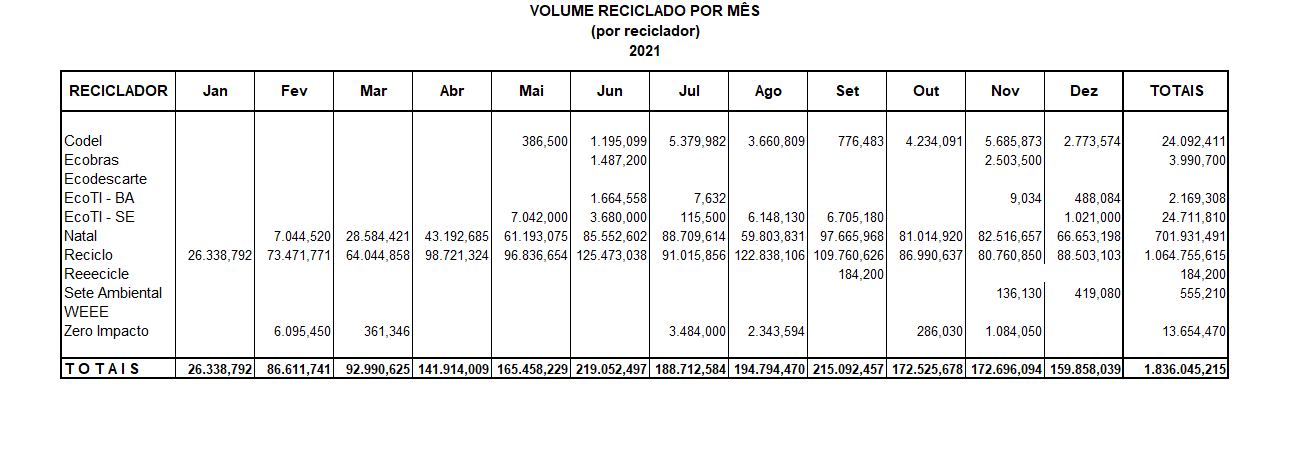 VOLUME RECICLADO POR MÊS
(por reciclador)
2021
RECICLADOR Jan Fev Mar Abr Mai Jun Jul Ago Set Out Nov Dez TOTAIS
Codel 386,500 1.195,099 5.379,982 3.660,809 776,483 4.234,091 5.685,873 2.773,574 24.092,411
Ecobras 1.487,200 2.503,500 3.990,700
Ecodescarte
EcoTI - BA 1.664,558 7,632 9,034 488,084 2.169,308
EcoTI - SE 7.042,000 3.680,000 115,500 6.148,130 6.705,180 1.021,000 24.711,810
Natal 7.044,520 28.584,421 43.192,685 61.193,075 85.552,602 88.709,614 59.803,831 97.665,968 81.014,920 82.516,657 66.653,198 701.931,491
Reciclo 26.338,792 73.471,771 64.044,858 98.721,324 96.836,654 125.473,038 91.015,856 122.838,106 109.760,626 86.990,637 80.760,850 88.503,103 1.064.755,615
Reeecicle 184,200 184,200
Sete Ambiental 136,130 419,080 555,210
WEEE
Zero Impacto 6.095,450 361,346 3.484,000 2.343,594 286,030 1.084,050 13.654,470
T O T A I S 26.338,792 86.611,741 92.990,625 141.914,009 165.458,229 219.052,497 188.712,584 194.794,470 215.092,457 172.525,678 172.696,094 159.858,039 1.836.045,215